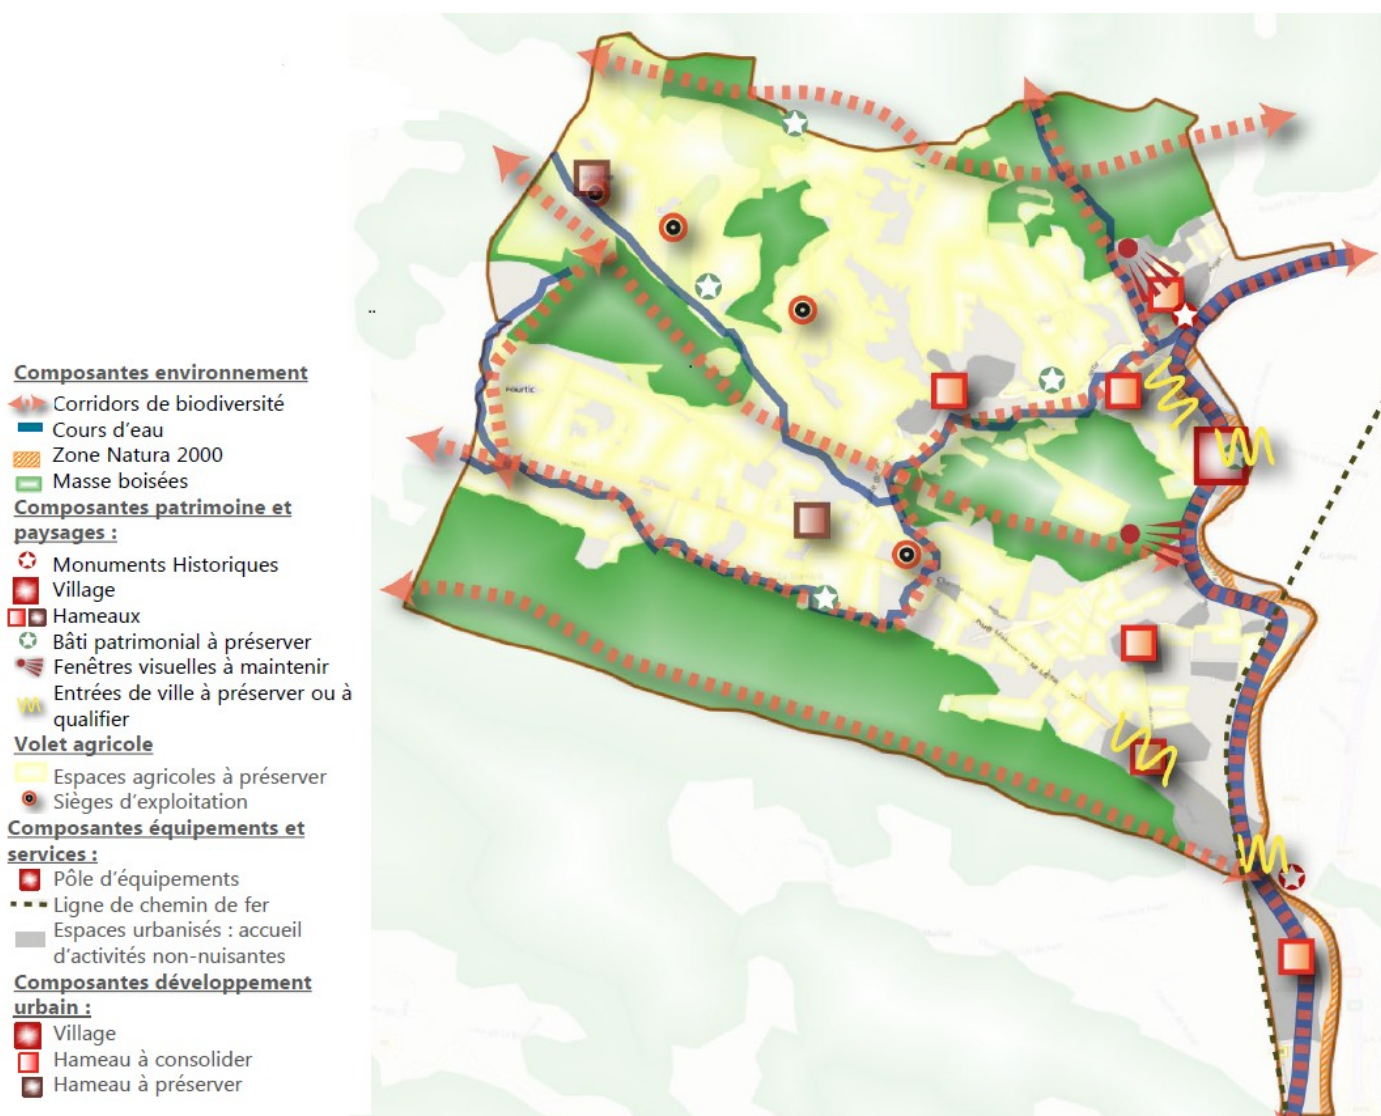 Composantes environnement
Corridors de biodiversité
Cours d'eau
Zone Natura 2000
Masse boisées
Composantes patrimoine et
paysages :
Monuments Historiques
Village
Hameaux
Bâti patrimonial à préserver
Fenêtres visuelles à maintenir
Entrées de ville à préserver ou à
qualifier
Volet agricole
Espaces agricoles à préserver
Sièges d'exploitation
Composantes équipements et
services :
Pôle d'équipements
Ligne de chemin de fer
Espaces urbanisés : accueil
d'activités non-nuisantes
Composantes développement
urbain :
Village
Hameau à consolider
Hameau à préserver